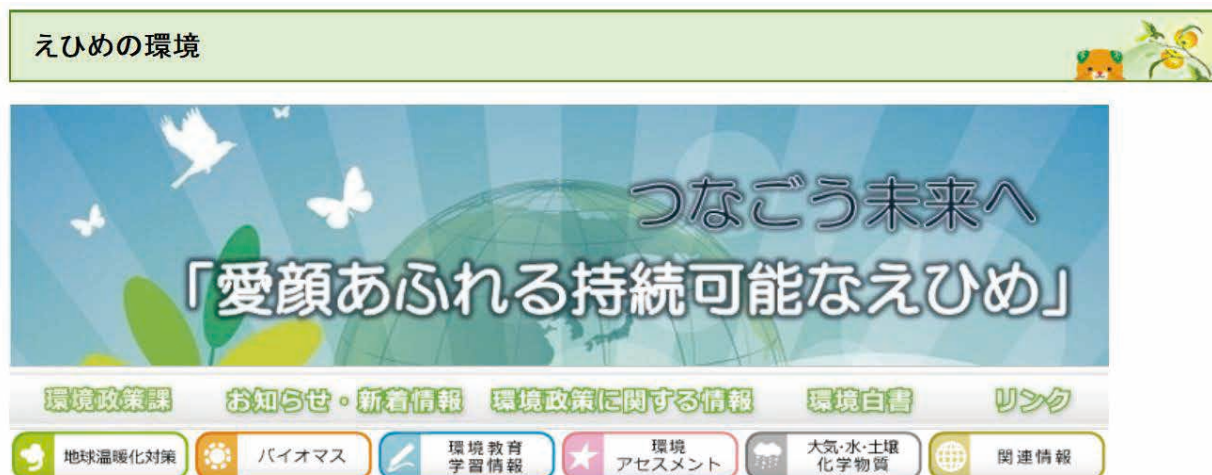 えひめの環境
つなごう未来へ
「愛顔あふれる持続可能なえひめ」
環境政策課 お知らせ・新着情報 環境政策に関する情報 環境白書 リンク
地球温暖化対策 バイオマス 環境教育 学習情報 環境 アセスメント 大気・水・土壌 化学物質 関連情報